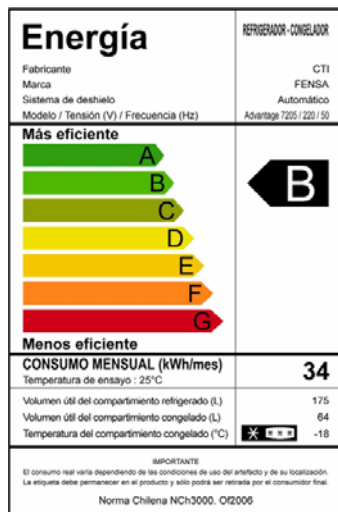 Energía REFRIGERADOR - CONGELADOR
Fabricante CTI
Marca FENSA
Sistema de deshielo Automático
Modelo / Tensión (V) / Frecuencia (Hz) Advantage 7205 / 220 / 50
Más eficiente
A
B B
C
D
E
F
G
Menos eficiente
CONSUMO MENSUAL (kWh/mes) 34
Temperatura de ensayo : 25°C
Volumen útil del compartimiento refrigerado (L) 175
Volumen útil del compartimiento congelado (L) 64
Temperatura del compartimiento congelado (°C) -18
IMPORTANTE
El consumo real varía dependiendo de las condiciones de uso del artefacto y de su localización.
La etiqueta debe permanecer en el producto y sólo podrá ser retirada por el consumidor final.
Norma Chilena NCh3000. Of2006